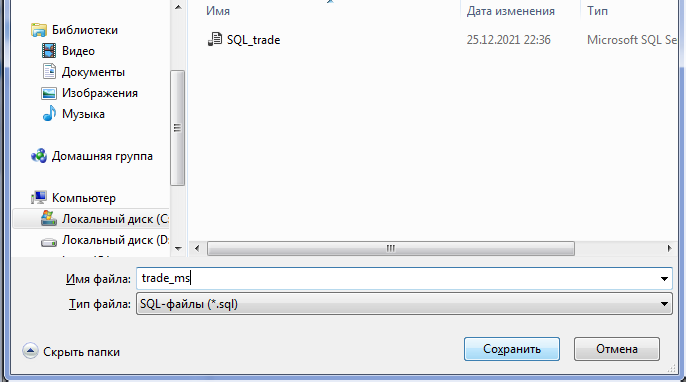 Имя Дата изменения Тип
Библиотеки
SQL_trade 25.12.2021 22:36 Microsoft SQL Se
Видео
Документы
Изображения
Музыка
Домашняя группа
Компьютер
Локальный диск (C:
Локальный диск (D:
Имя файла: trade_ms
Тип файла: SQL-файлы (*.sql)
Скрыть папки Сохранить Отмена